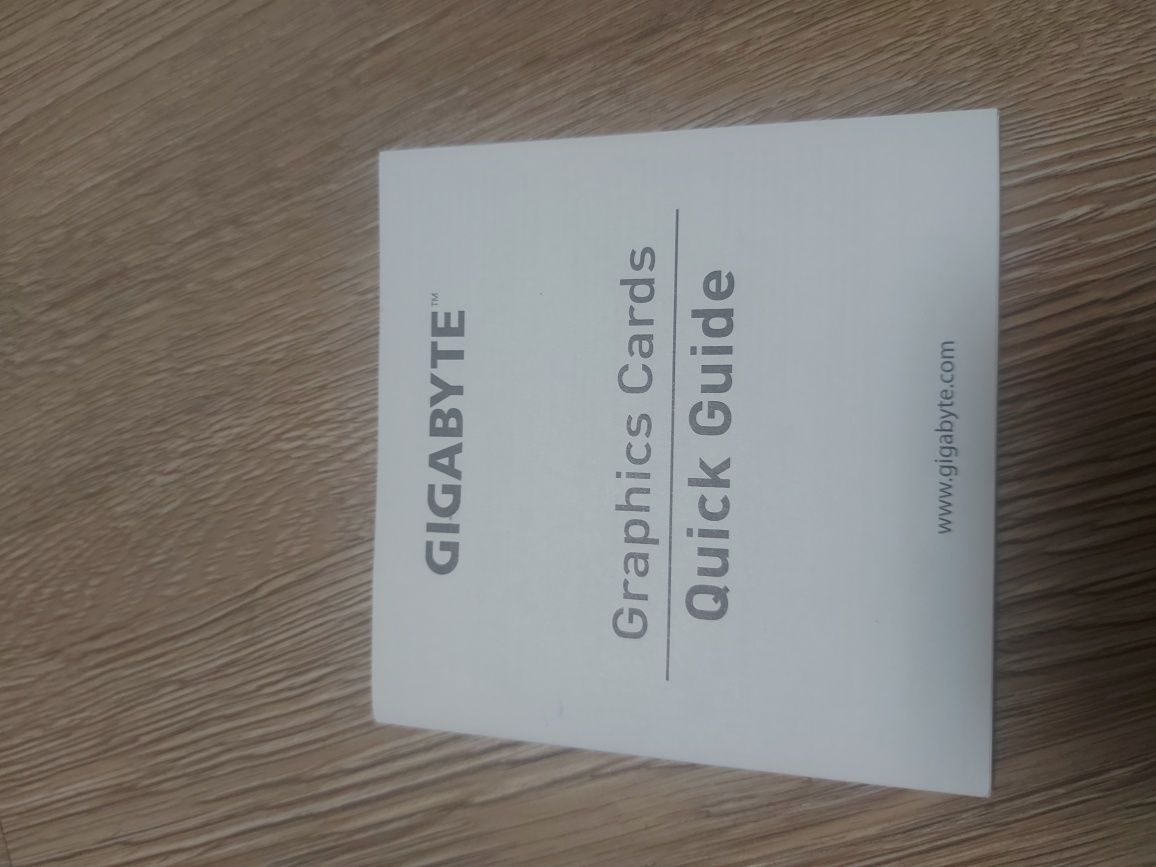 GIGABYTE™
Graphics Cards
Quick Guide
www.gigabyte.com